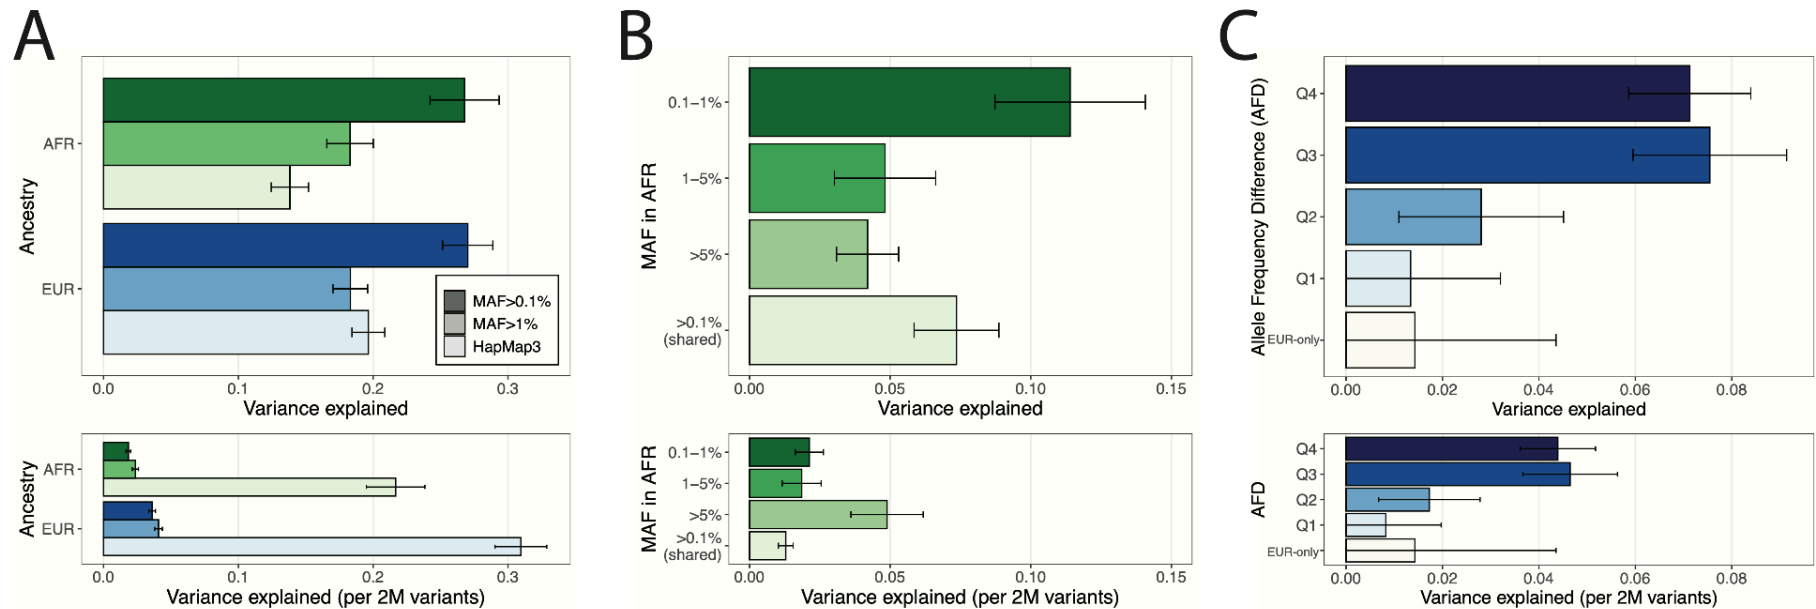 A
Ancestry
AFR
EUR
MAF>0.1%
MAF>1%
HapMap3
0.0 0.1 0.2 0.3
Variance explained
Ancestry
AFR
EUR
0.0 0.1 0.2 0.3
Variance explained (per 2M variants)
B
MAF in AFR
0.1−1%
1−5%
>5%
>0.1%
(shared)
0.00 0.05 0.10 0.15
Variance explained
MAF in AFR
0.1−1%
1−5%
>5%
>0.1%
(shared)
0.00 0.05 0.10 0.15
Variance explained (per 2M variants)
C
Allele Frequency Difference (AFD)
Q4
Q3
Q2
Q1
EUR-only
0.00 0.02 0.04 0.06 0.08
Variance explained
AFD
Q4
Q3
Q2
Q1
EUR-only
0.00 0.02 0.04 0.06 0.08
Variance explained (per 2M variants)